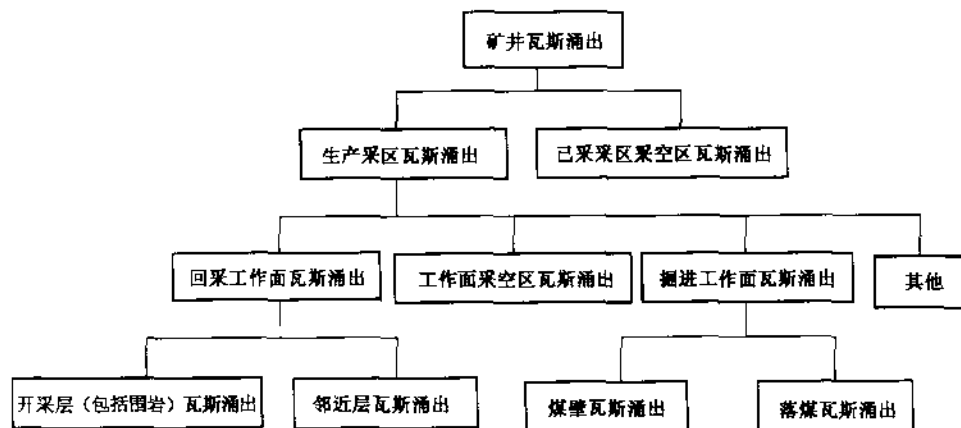 矿井瓦斯涌出
生产采区瓦斯涌出
已采采区采空区瓦斯涌出
回采工作面瓦斯涌出
工作面采空区瓦斯涌出
掘进工作面瓦斯涌出
其他
开采层（包括围岩）瓦斯涌出
邻近层瓦斯涌出
煤壁瓦斯涌出
落煤瓦斯涌出